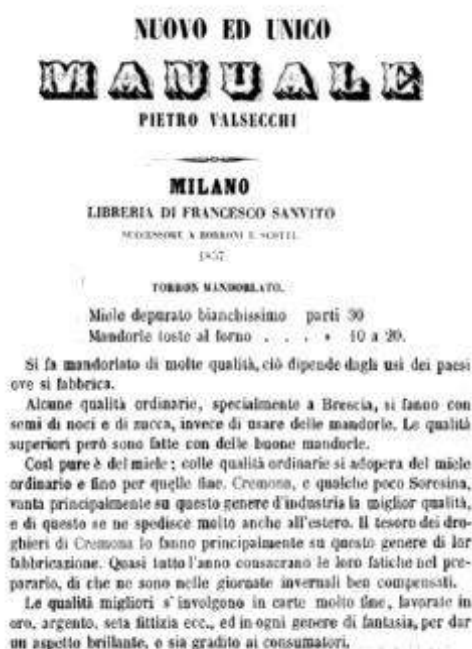 NUOVO ED UNICO
MANUALE
PIETRO VALSECCHI
MILANO
LIBRERIA DI FRANCESCO SANVITO
SUCCESSORE A BORRONI E SCOTTI
1857
TORRON MANDORLATO.
Miele depurato bianchissimo parti 30
Mandorle toste al forno . . . » 10 a 20.
Si fa mandorlato di molte qualità, ciò dipende dagli usi dei paesi
ove si fabbrica.
Alcune qualità ordinarie, specialmente a Brescia, si fanno con
semi di noci e di zucca, invece di usare delle mandorle. Le qualità
superiori però sono fatte con delle buone mandorle.
Così pure è del miele; colle qualità ordinarie si adopera del miele
ordinario e fino per quelle fine. Cremona, e qualche poco Soresina,
vanta principalmente su questo genere d'industria la miglior qualità,
e di questo se ne spedisce molto anche all'estero. Il tesoro dei dro-
ghieri di Cremona lo fanno principalmente su questo genere di lor
fabbricazione. Quasi tutto l'anno consacrano le loro fatiche nel pre-
pararlo, di che ne sono nelle giornate invernali ben compensati.
Le qualità migliori s'involgono in carte molto fine, lavorate in
oro, argento, seta fittizia ecc., ed in ogni genere di fantasia, per dar
un aspetto brillante, e sia gradito ai consumatori.